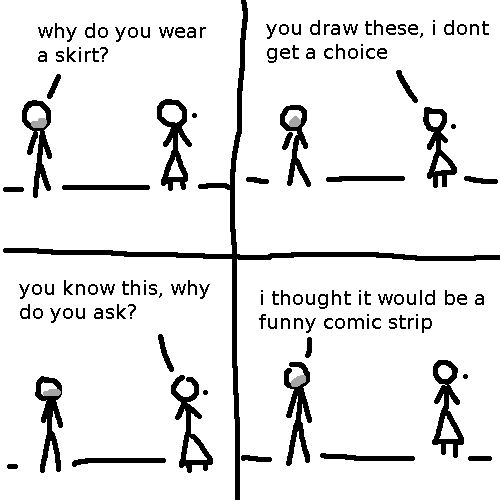 why do you wear
a skirt?
you draw these, i dont
get a choice
you know this, why
do you ask?
i thought it would be a
funny comic strip